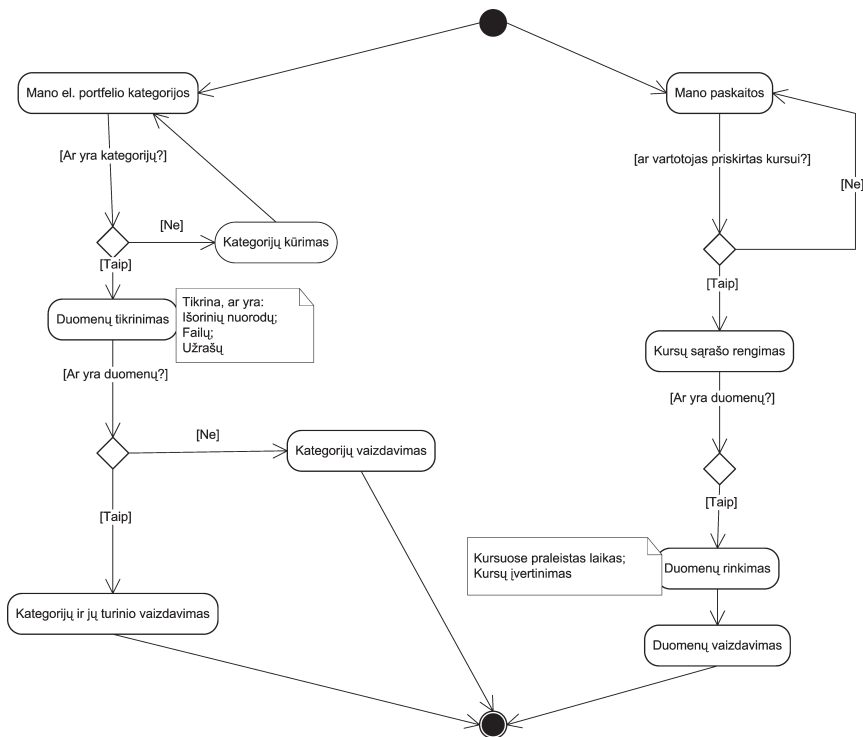 Mano el. portfelio kategorijos
[Ar yra kategorijų?]
[Ne]
Kategorijų kūrimas
[Taip]
Duomenų tikrinimas
Tikrina, ar yra:
Išorinių nuorodų;
Failų;
Užrašų
[Ar yra duomenų?]
[Ne]
Kategorijų vaizdavimas
[Taip]
Kategorijų ir jų turinio vaizdavimas
Mano paskaitos
[ar vartotojas priskirtas kursui?]
[Ne]
[Taip]
Kursų sąrašo rengimas
[Ar yra duomenų?]
[Taip]
Kursuose praleistas laikas;
Kursų įvertinimas
Duomenų rinkimas
Duomenų vaizdavimas